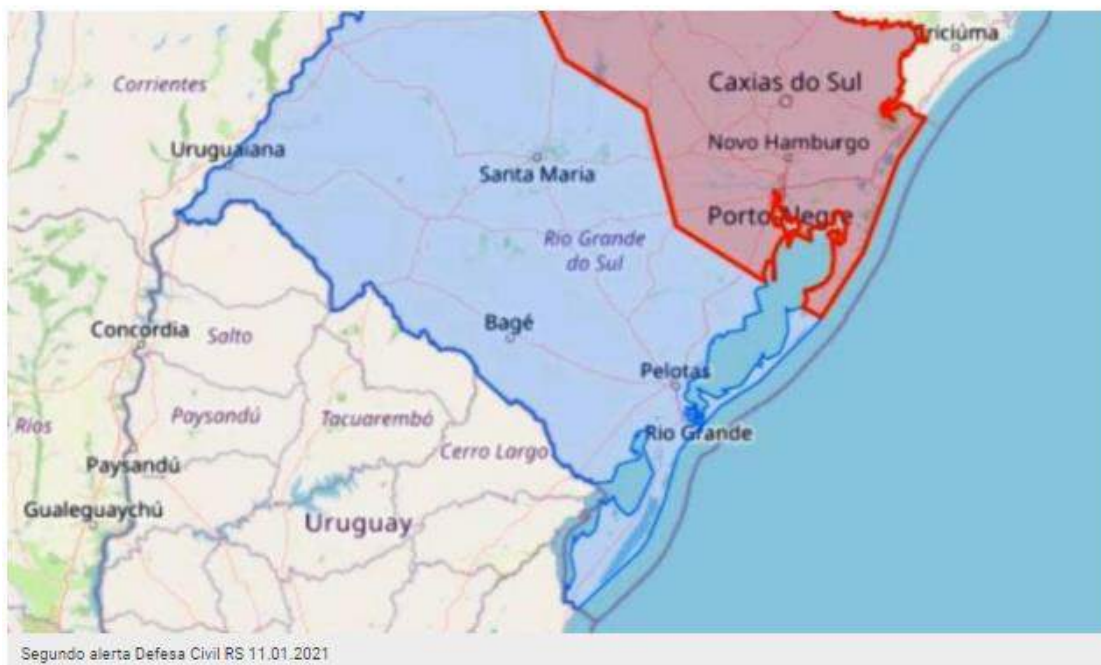 Criciúma
Caxias do Sul
Corrientes
Novo Hamburgo
Uruguaiana
Santa Maria
Porto Alegre
Rio Grande
do Sul
Bagé
Concordia
Salto
Pelotas
Paysandú
Tacuarembó
Ríos
Rio Grande
Cerro Largo
Paysandú
Gualeguaychú
Uruguay
Segundo alerta Defesa Civil RS 11.01.2021